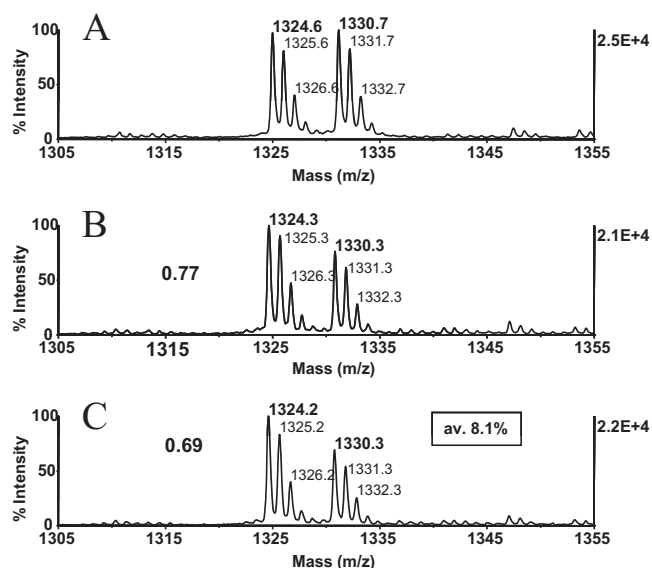 A
% Intensity
100
50
0
1324.6
1325.6
1326.6
1330.7
1331.7
1332.7
2.5E+4
1305 1315 1325 1335 1345 1355
Mass (m/z)
B
% Intensity
100
50
0
0.77
1324.3
1325.3
1326.3
1330.3
1331.3
1332.3
2.1E+4
1305 1315 1325 1335 1345 1355
Mass (m/z)
C
% Intensity
100
50
0
0.69
1324.2
1325.2
1326.2
1330.3
1331.3
1332.3
av. 8.1%
2.2E+4
1305 1315 1325 1335 1345 1355
Mass (m/z)